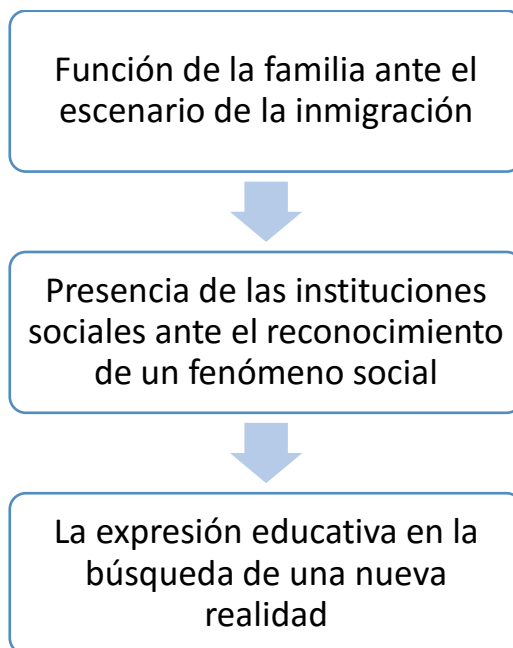 Función de la familia ante el
escenario de la inmigración
Presencia de las instituciones
sociales ante el reconocimiento
de un fenómeno social
La expresión educativa en la
búsqueda de una nueva
realidad